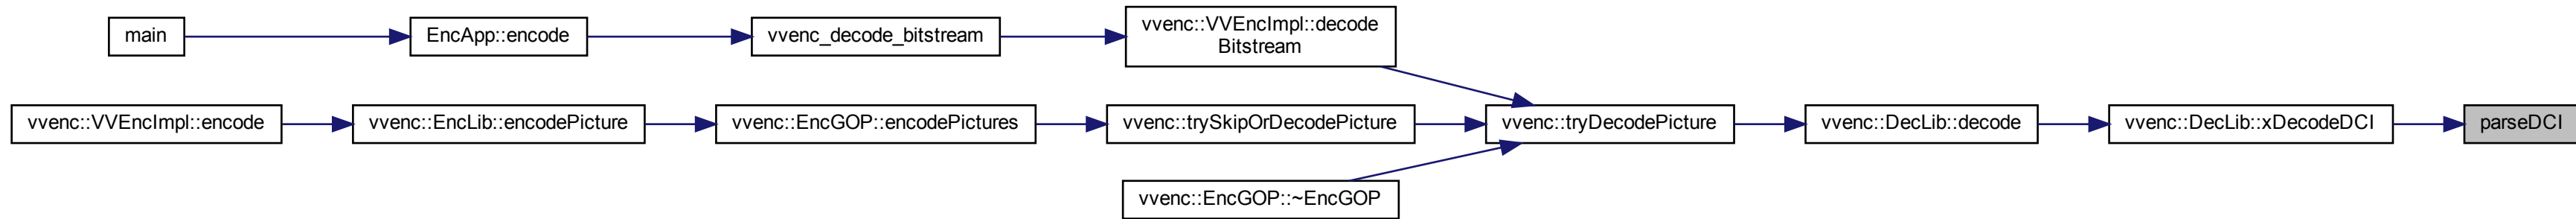 main
EncApp::encode
vvenc_decode_bitstream
vvenc::VVEncImpl::decode
Bitstream
vvenc::VVEncImpl::encode
vvenc::EncLib::encodePicture
vvenc::EncGOP::encodePictures
vvenc::trySkipOrDecodePicture
vvenc::tryDecodePicture
vvenc::DecLib::decode
vvenc::DecLib::xDecodeDCI
parseDCI
vvenc::EncGOP::~EncGOP